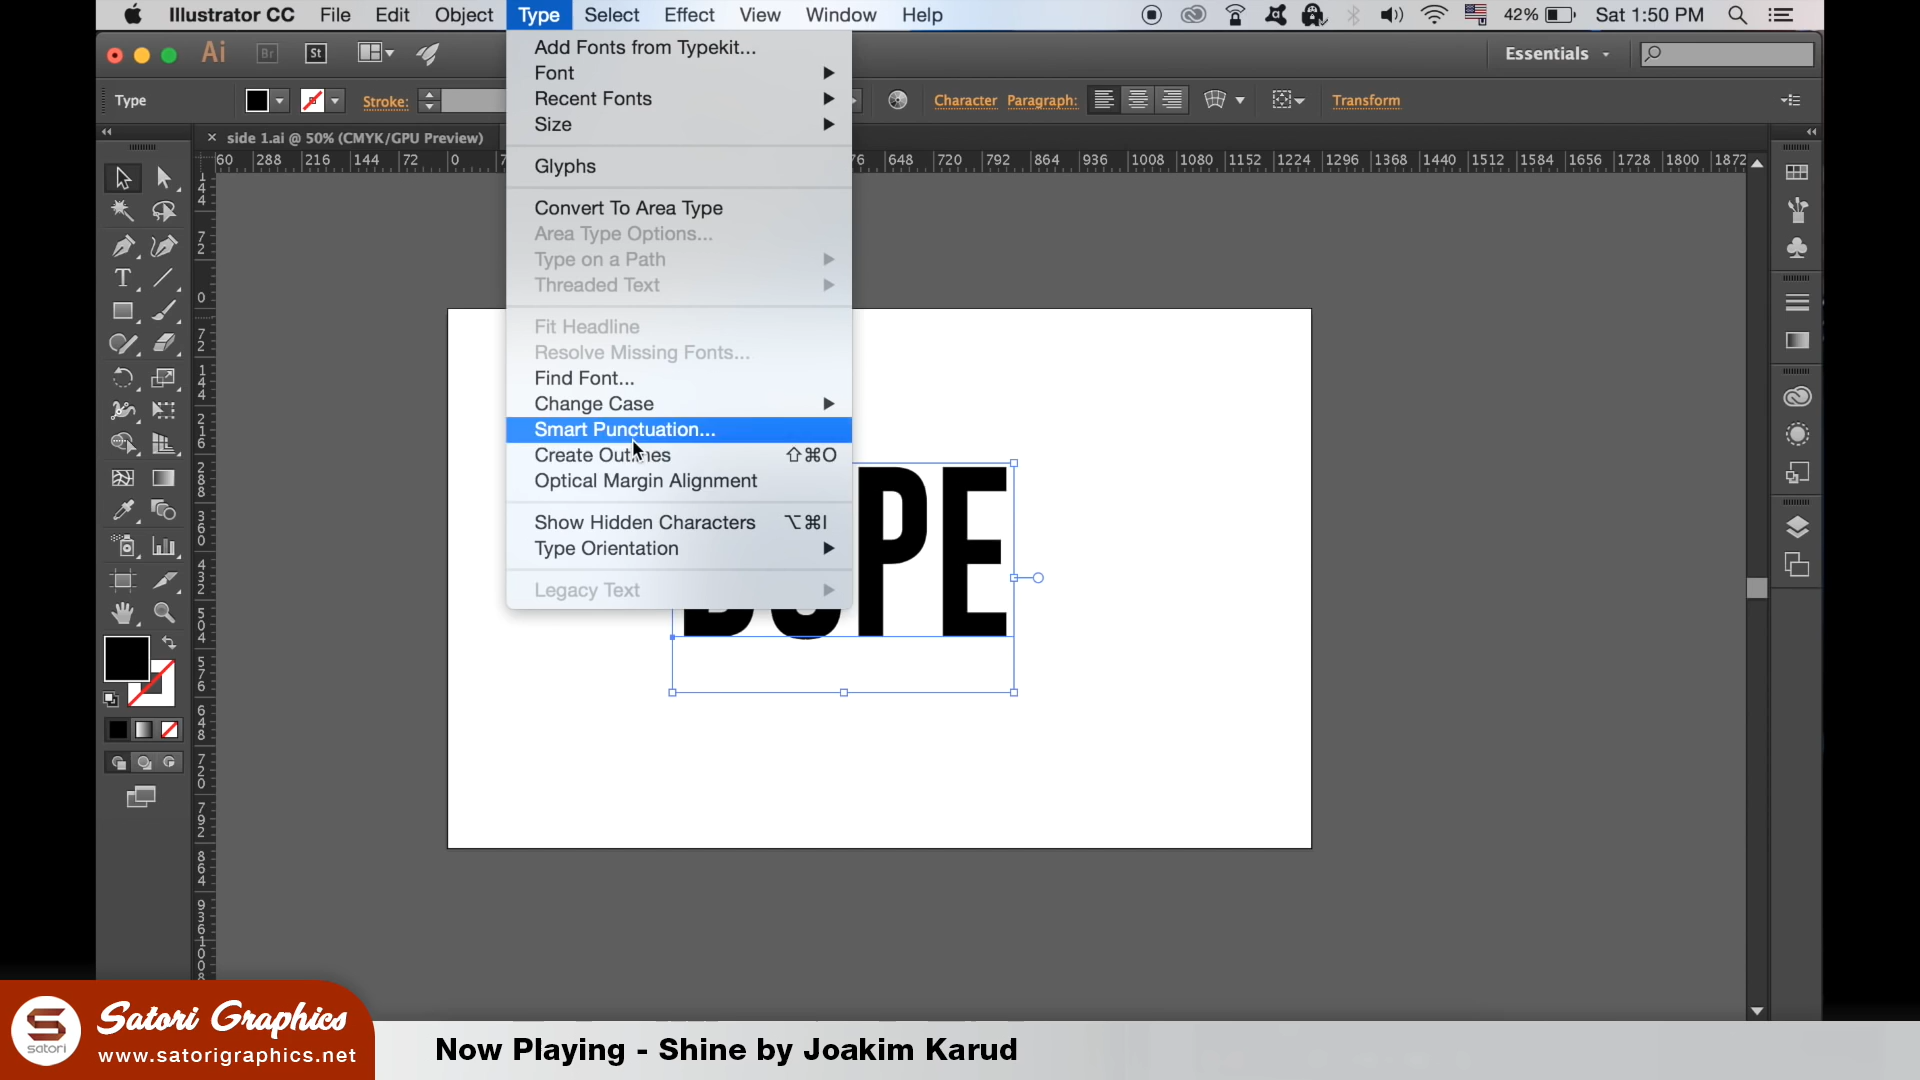 Illustrator CC File Edit Object Type Select Effect View Window Help 42% Sat 1:50 PM
Ai Br St Essentials
Type Stroke: Character Paragraph: Transform
× side 1.ai @ 50% (CMYK/GPU Preview)
60 288 216 144 72 0 7 76 648 720 792 864 936 1008 1080 1152 1224 1296 1368 1440 1512 1584 1656 1728 1800 1872
Add Fonts from Typekit...
Font
Recent Fonts
Size
Glyphs
Convert To Area Type
Area Type Options...
Type on a Path
Threaded Text
Fit Headline
Resolve Missing Fonts...
Find Font...
Change Case
Smart Punctuation...
Create Outlines ⇧⌘O
Optical Margin Alignment
Show Hidden Characters ⌥⌘I
Type Orientation
Legacy Text
144
72
0
72
144
216
288
360
432
504
576
648
720
792
864
936
1008
DOPE
Satori Graphics
satori
www.satorigraphics.net
Now Playing - Shine by Joakim Karud